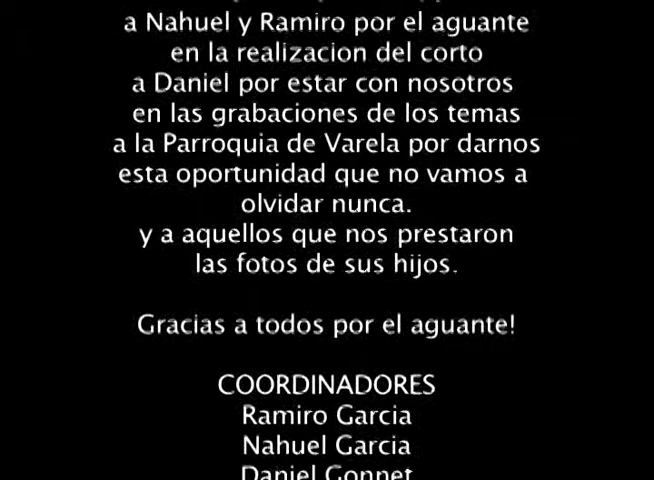 a Nahuel y Ramiro por el aguante
en la realizacion del corto
a Daniel por estar con nosotros
en las grabaciones de los temas
a la Parroquia de Varela por darnos
esta oportunidad que no vamos a
olvidar nunca.
y a aquellos que nos prestaron
las fotos de sus hijos.
Gracias a todos por el aguante!
COORDINADORES
Ramiro Garcia
Nahuel Garcia
Daniel Gonnet